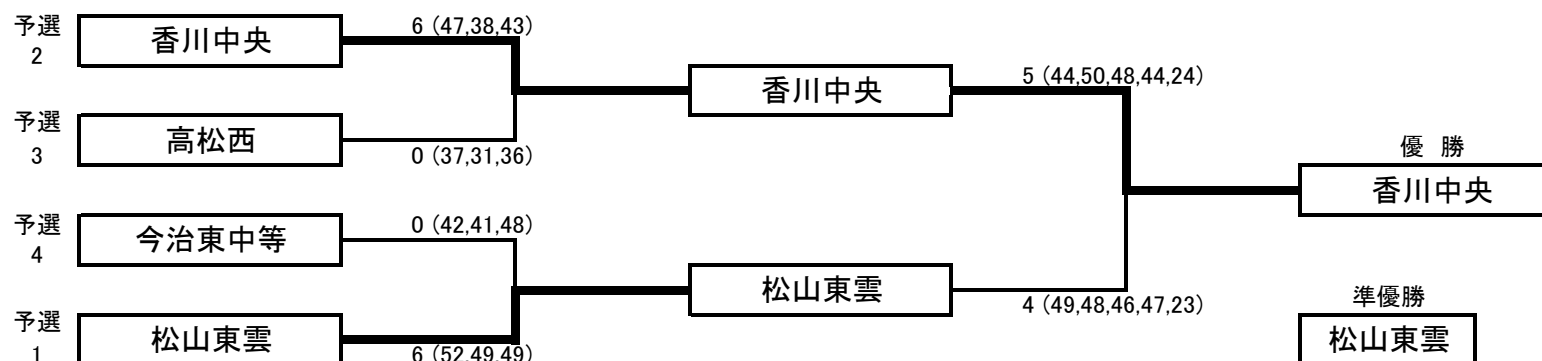 予選
2
香川中央
6 (47,38,43)
香川中央
5 (44,50,48,44,24)
予選
3
高松西
0 (37,31,36)
優 勝
香川中央
予選
4
今治東中等
0 (42,41,48)
松山東雲
4 (49,48,46,47,23)
準優勝
松山東雲
予選
1
松山東雲
6 (52,49,49)